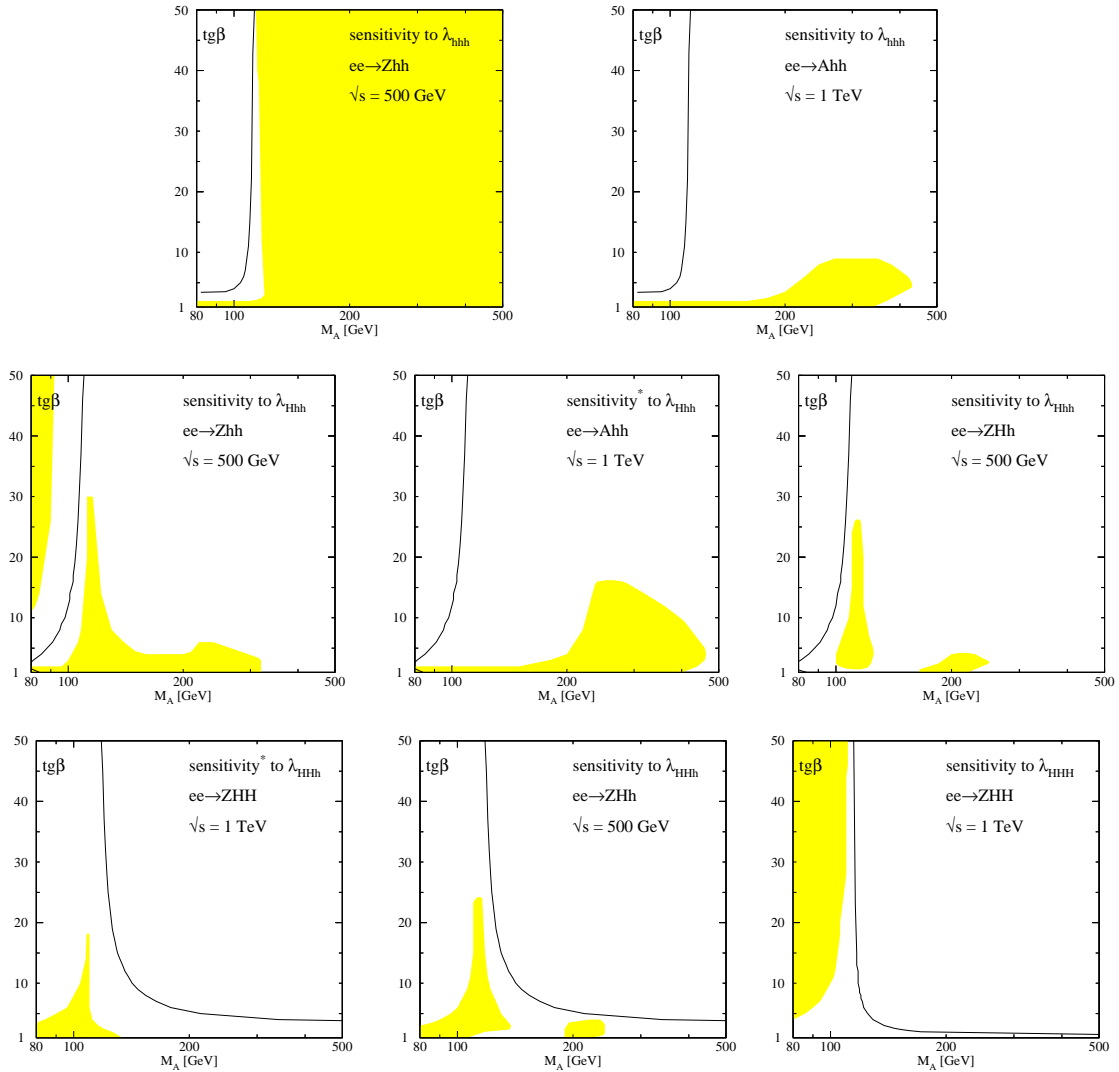 50
40
30
20
10
1
tgβ
sensitivity to λhhh
ee→Zhh
√s = 500 GeV
80
100
200
500
M_A [GeV]
50
40
30
20
10
1
tgβ
sensitivity to λhhh
ee→Ahh
√s = 1 TeV
80
100
200
500
M_A [GeV]
50
40
30
20
10
1
tgβ
sensitivity to λHhh
ee→Zhh
√s = 500 GeV
80
100
200
500
M_A [GeV]
50
40
30
20
10
1
tgβ
sensitivity* to λHhh
ee→Ahh
√s = 1 TeV
80
100
200
500
M_A [GeV]
50
40
30
20
10
1
tgβ
sensitivity to λHhh
ee→ZHh
√s = 500 GeV
80
100
200
500
M_A [GeV]
50
40
30
20
10
1
tgβ
sensitivity* to λHHh
ee→ZHH
√s = 1 TeV
80
100
200
500
M_A [GeV]
50
40
30
20
10
1
tgβ
sensitivity to λHHh
ee→ZHh
√s = 500 GeV
80
100
200
500
M_A [GeV]
50
40
30
20
10
1
tgβ
sensitivity to λHHH
ee→ZHH
√s = 1 TeV
80
100
200
500
M_A [GeV]